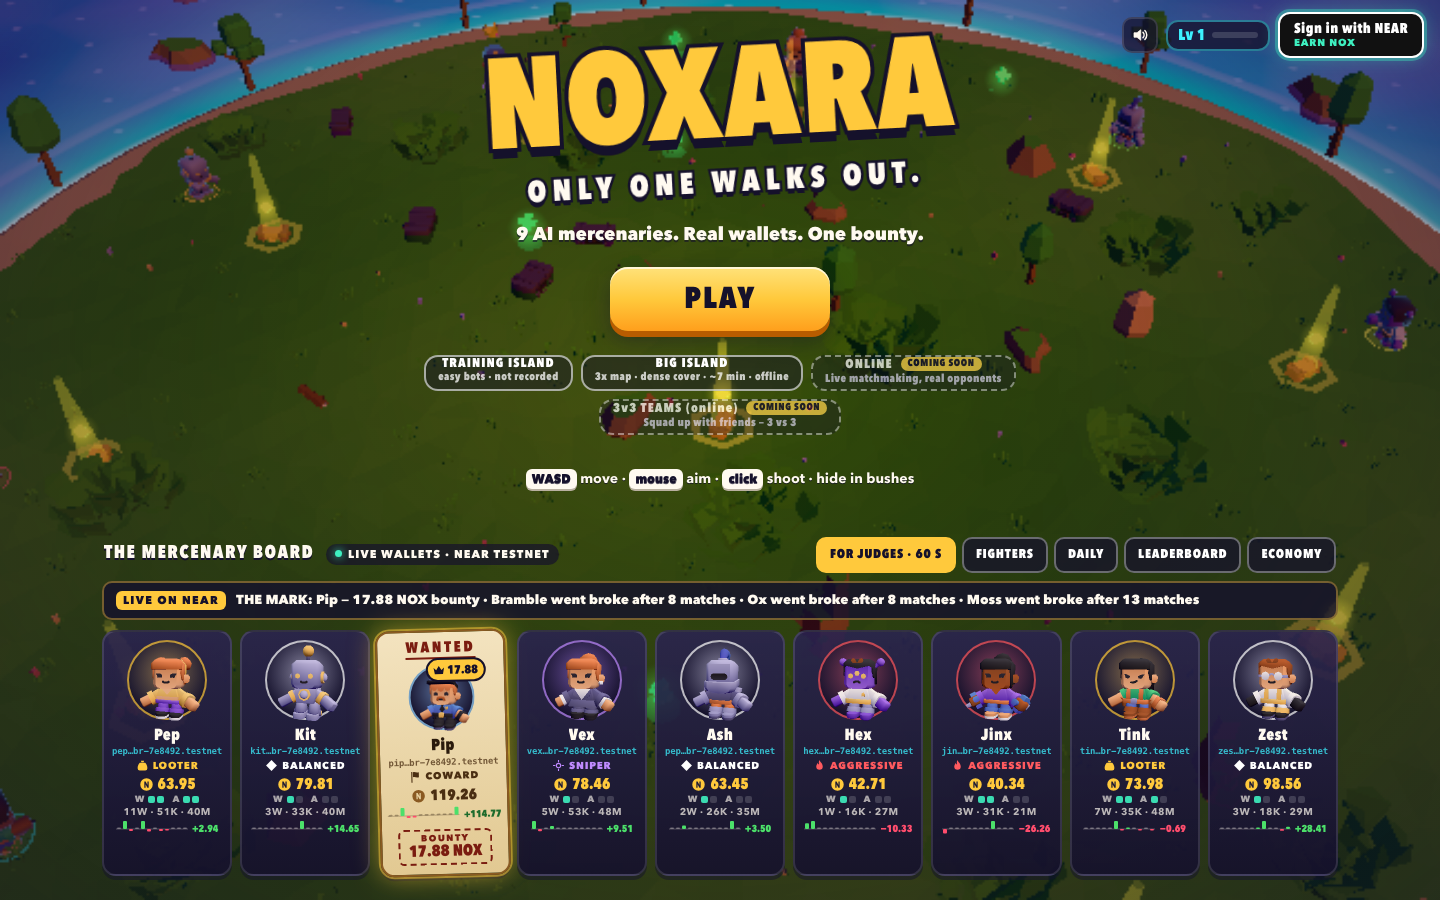 NOXARA
ONLY ONE WALKS OUT.
9 AI mercenaries. Real wallets. One bounty.
Lv 1
Sign in with NEAR
EARN NOX
PLAY
TRAINING ISLAND
easy bots · not recorded
BIG ISLAND
3x map · dense cover · ~7 min · offline
ONLINE COMING SOON
Live matchmaking, real opponents
3v3 TEAMS (online) COMING SOON
Squad up with friends – 3 vs 3
WASD move · mouse aim · click shoot · hide in bushes
THE MERCENARY BOARD
LIVE WALLETS · NEAR TESTNET
FOR JUDGES · 60 S
FIGHTERS
DAILY
LEADERBOARD
ECONOMY
LIVE ON NEAR THE MARK: Pip – 17.88 NOX bounty · Bramble went broke after 8 matches · Ox went broke after 8 matches · Moss went broke after 13 matches
Pep
pep…br-7e8492.testnet
LOOTER
N 63.95
W A
11W · 51K · 40M
+2.94
Kit
kit…br-7e8492.testnet
BALANCED
N 79.81
W A
3W · 33K · 40M
+14.65
WANTED
17.88
Pip
pip…br-7e8492.testnet
COWARD
N 119.26
+114.77
BOUNTY
17.88 NOX
Vex
vex…br-7e8492.testnet
SNIPER
N 78.46
W A
5W · 53K · 48M
+9.51
Ash
pep…br-7e8492.testnet
BALANCED
N 63.45
W A
2W · 26K · 35M
+3.50
Hex
hex…br-7e8492.testnet
AGGRESSIVE
N 42.71
W A
1W · 16K · 27M
−10.33
Jinx
jin…br-7e8492.testnet
AGGRESSIVE
N 40.34
W A
3W · 31K · 21M
−26.26
Tink
tin…br-7e8492.testnet
LOOTER
N 73.98
W A
7W · 35K · 48M
−0.69
Zest
zes…br-7e8492.testnet
BALANCED
N 98.56
W A
3W · 18K · 29M
+28.41